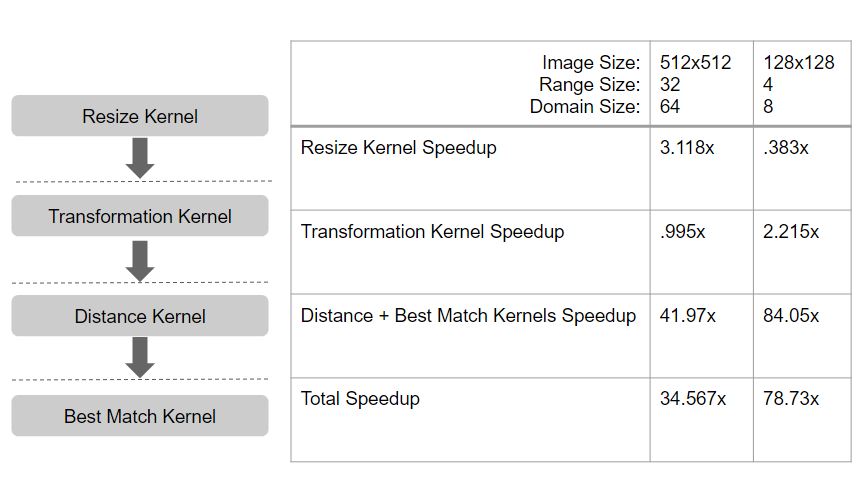 Resize Kernel
Transformation Kernel
Distance Kernel
Best Match Kernel
Image Size: 512x512 128x128
Range Size: 32 4
Domain Size: 64 8
Resize Kernel Speedup 3.118x .383x
Transformation Kernel Speedup .995x 2.215x
Distance + Best Match Kernels Speedup 41.97x 84.05x
Total Speedup 34.567x 78.73x